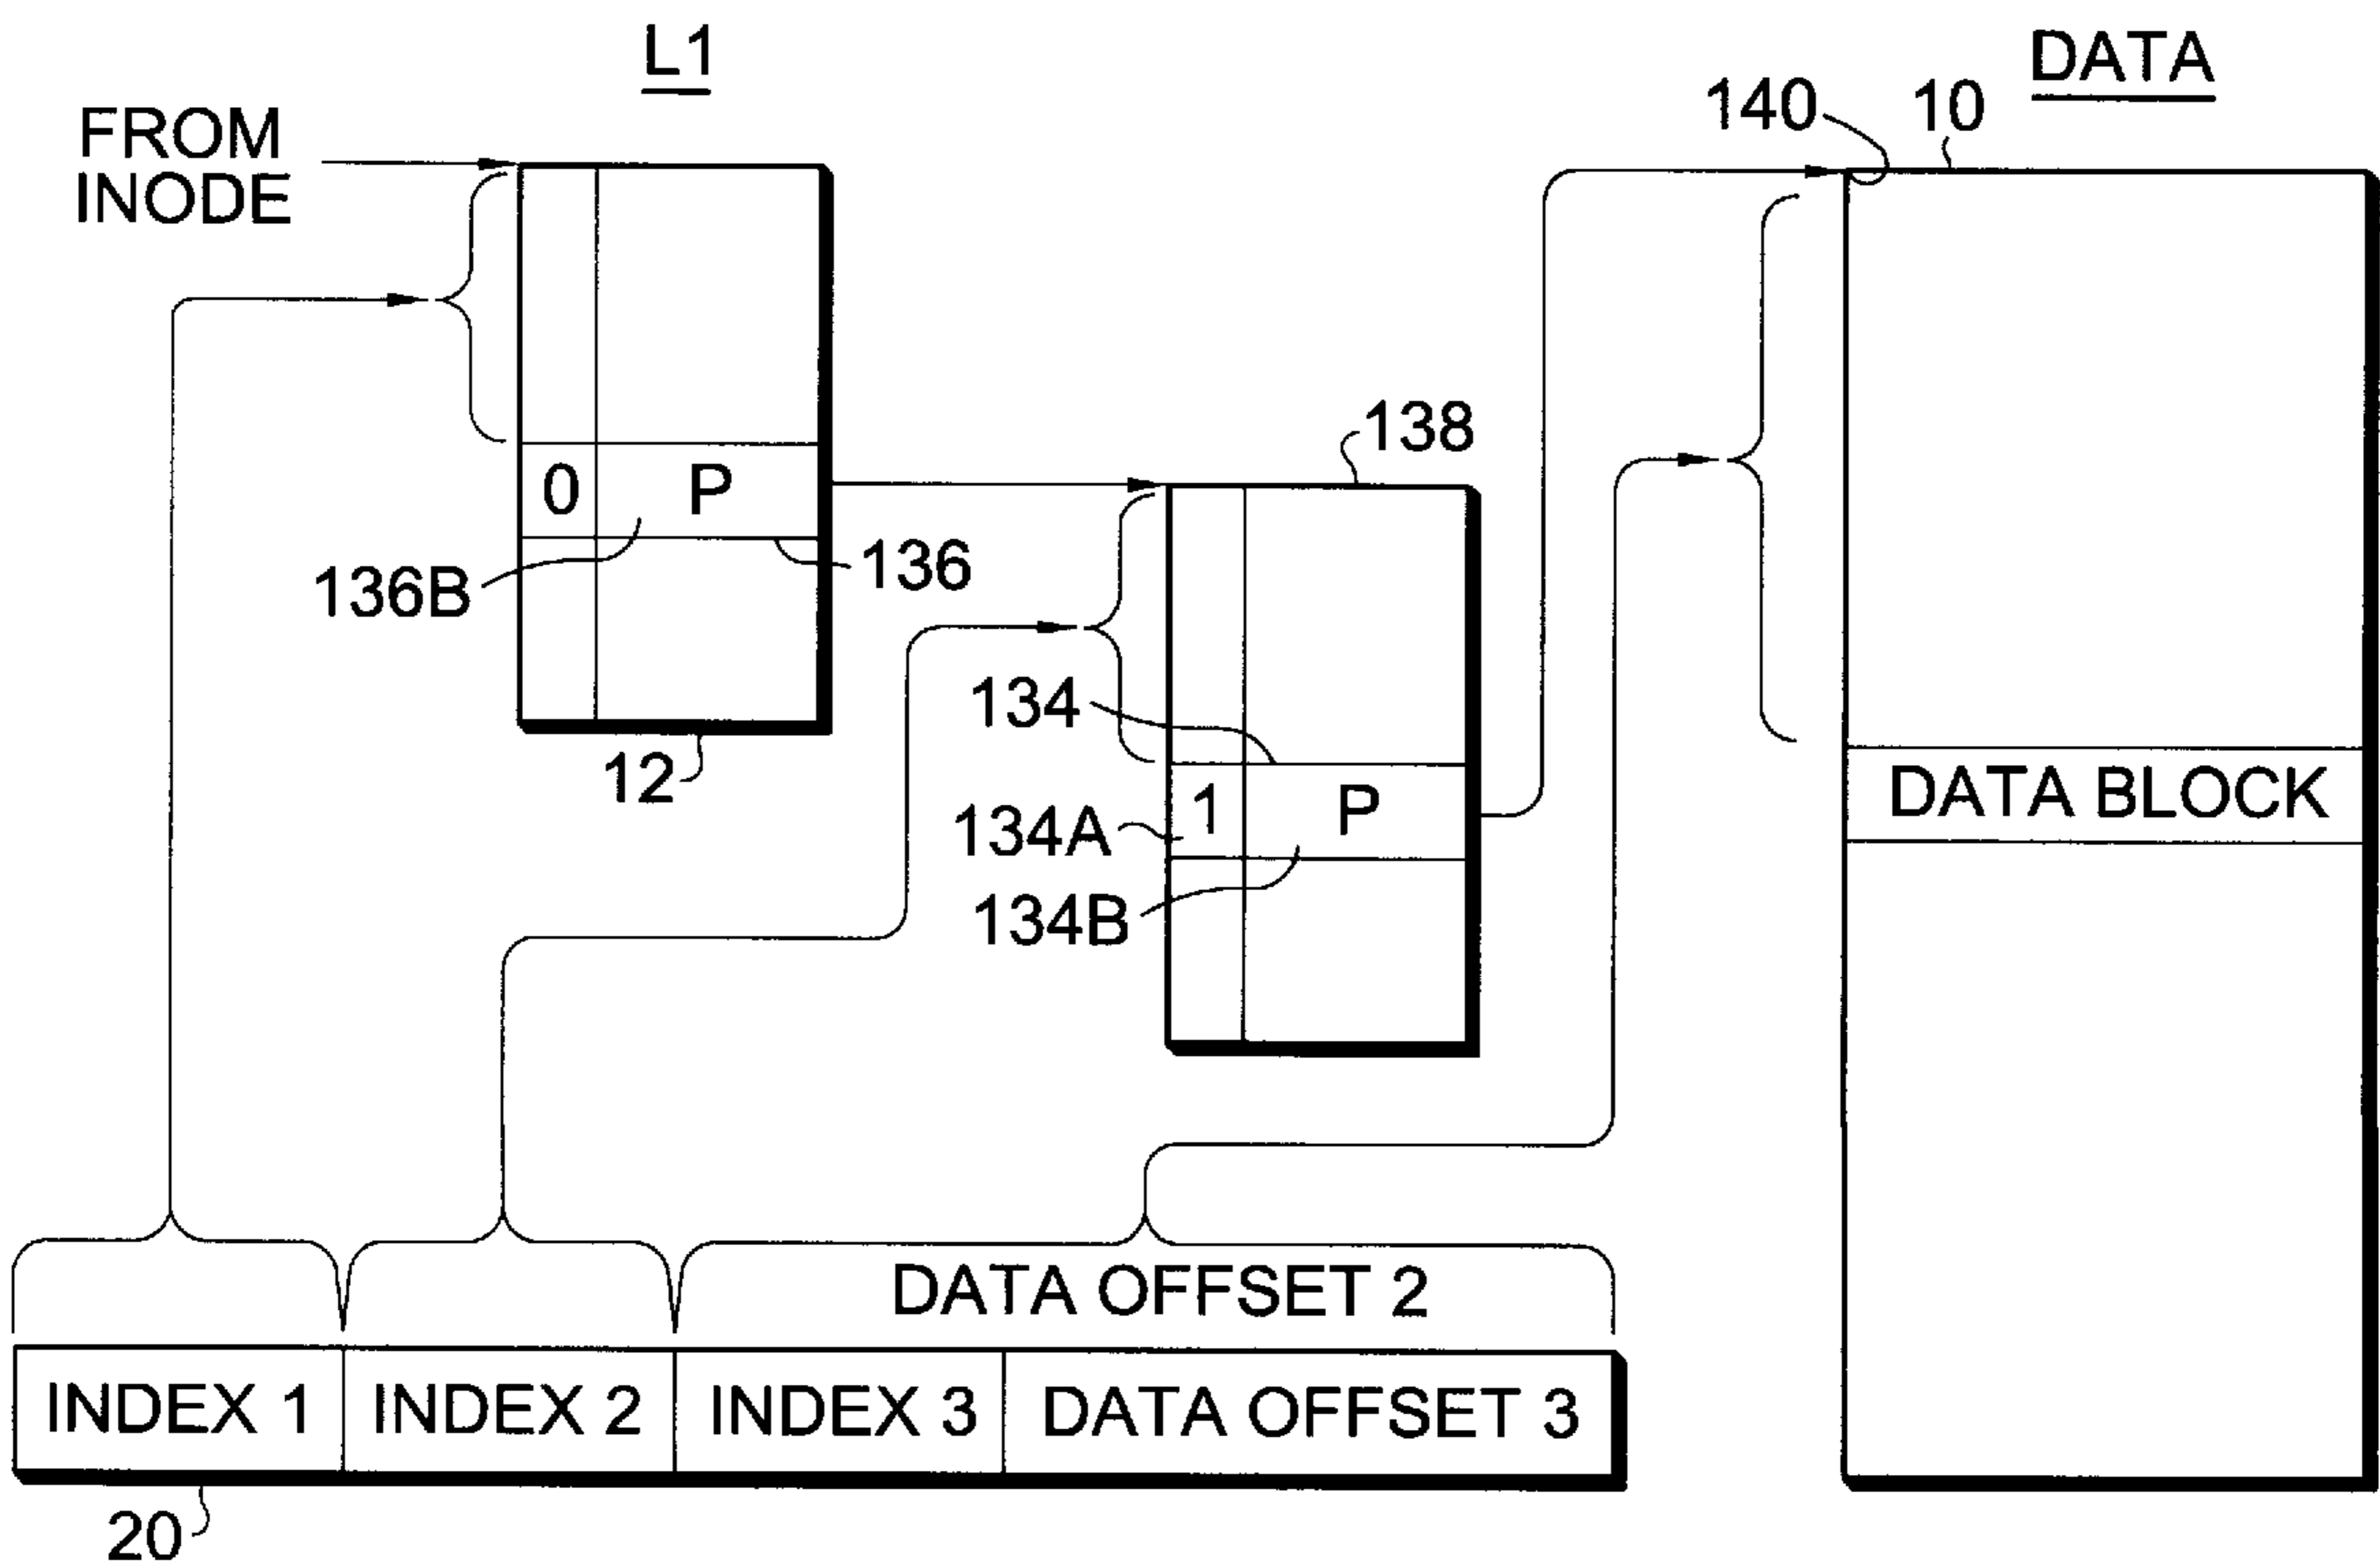 L1
DATA
FROM
INODE
140
10
138
0 P
136B
136
134
12
1 P
134A
134B
DATA BLOCK
DATA OFFSET 2
INDEX 1 INDEX 2 INDEX 3 DATA OFFSET 3
20